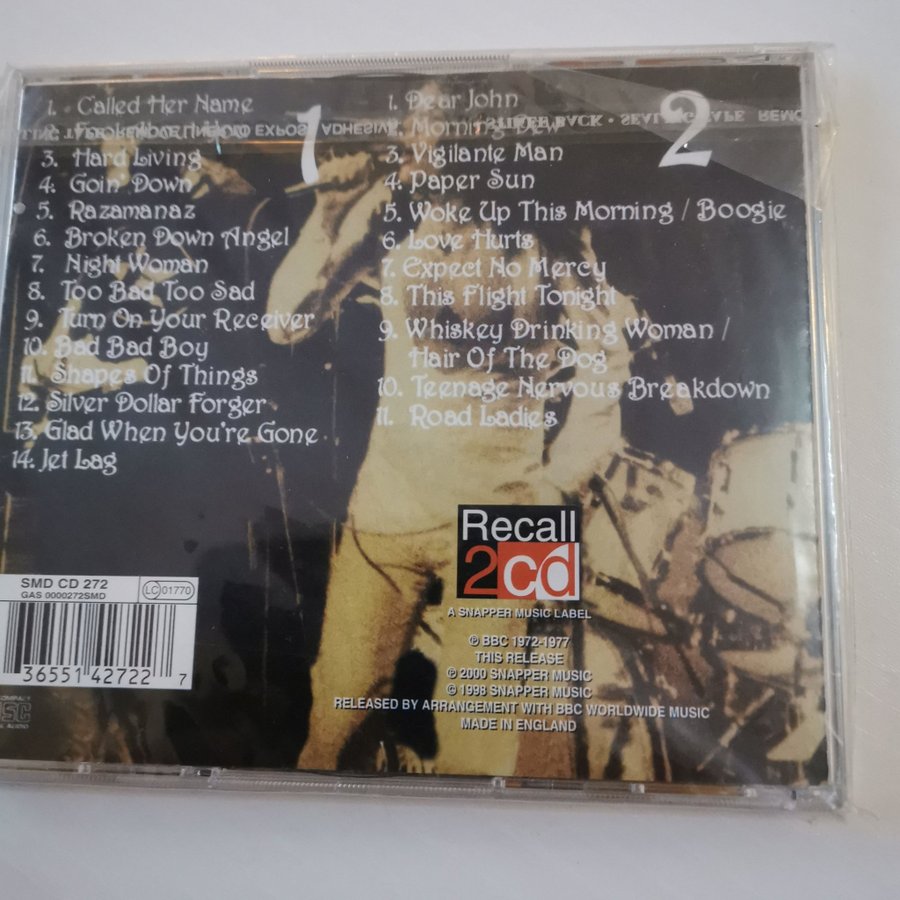 1. Called Her Name
3. Hard Living
4. Goin' Down
5. Razamanaz
6. Broken Down Angel
7. Night Woman
8. Too Bad Too Sad
9. Turn On Your Receiver
10. Bad Bad Boy
11. Shapes Of Things
12. Silver Dollar Forger
13. Glad When You're Gone
14. Jet Lag
1
1. Dear John
Morning Dew
3. Vigilante Man
4. Paper Sun
5. Woke Up This Morning / Boogie
6. Love Hurts
7. Expect No Mercy
8. This Flight Tonight
9. Whiskey Drinking Woman /
Hair Of The Dog
10. Teenage Nervous Breakdown
11. Road Ladies
2
Recall
2cd
A SNAPPER MUSIC LABEL
℗ BBC 1972-1977
THIS RELEASE
℗ 2000 SNAPPER MUSIC
© 1998 SNAPPER MUSIC
RELEASED BY ARRANGEMENT WITH BBC WORLDWIDE MUSIC
MADE IN ENGLAND
SMD CD 272
GAS 0000272SMD
LC 01770
36551 42722 7